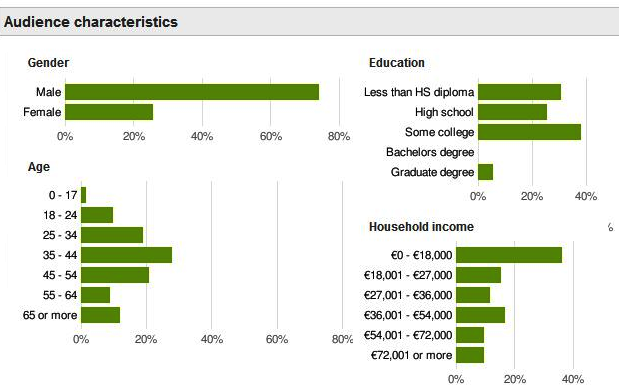 Audience characteristics
Gender
Male
Female
0% 20% 40% 60% 80%
Age
0 - 17
18 - 24
25 - 34
35 - 44
45 - 54
55 - 64
65 or more
0% 20% 40% 60% 80%
Education
Less than HS diploma
High school
Some college
Bachelors degree
Graduate degree
0% 20% 40%
Household income
%
€0 - €18,000
€18,001 - €27,000
€27,001 - €36,000
€36,001 - €54,000
€54,001 - €72,000
€72,001 or more
0% 20% 40%